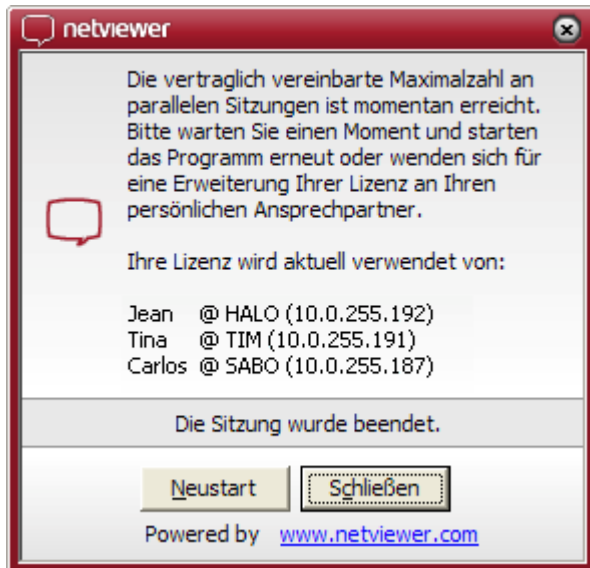 netviewer
Die vertraglich vereinbarte Maximalzahl an
parallelen Sitzungen ist momentan erreicht.
Bitte warten Sie einen Moment und starten
das Programm erneut oder wenden sich für
eine Erweiterung Ihrer Lizenz an Ihren
persönlichen Ansprechpartner.
Ihre Lizenz wird aktuell verwendet von:
Jean @ HALO (10.0.255.192)
Tina @ TIM (10.0.255.191)
Carlos @ SABO (10.0.255.187)
Die Sitzung wurde beendet.
Neustart Schließen
Powered by www.netviewer.com